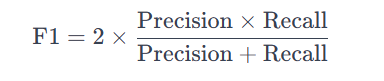 F1 = 2 × Precision × Recall / Precision + Recall